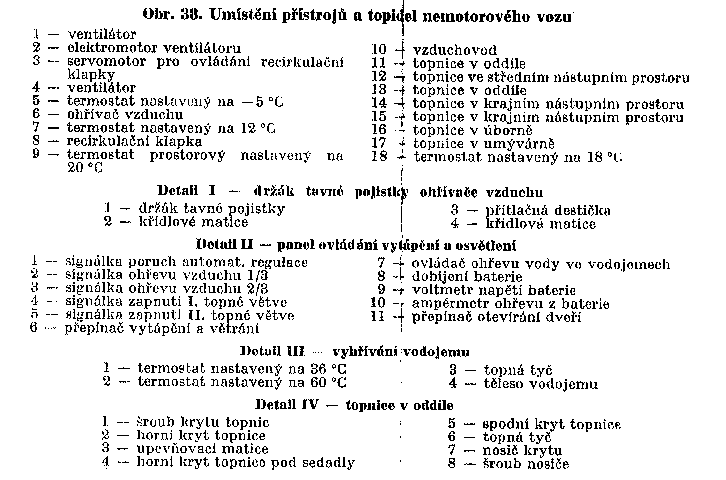 Obr. 38. Umístění přístrojů a topidel nemotorového vozu
1 — ventilátor
2 — elektromotor ventilátoru
3 — servomotor pro ovládání recirkulační
klapky
4 — ventilátor
5 — termostat nastavený na —5 °C
6 — ohřívač vzduchu
7 — termostat nastavený na 12 °C
8 — recirkulační klapka
9 — termostat prostorový nastavený na
20 °C
10 — vzduchovod
11 — topnice v oddíle
12 — topnice ve středním nástupním prostoru
13 — topnice v oddíle
14 — topnice v krajním nástupním prostoru
15 — topnice v krajním nástupním prostoru
16 — topnice v úborně
17 — topnice v umývárně
18 — termostat nastavený na 18 °C
Detail I — držák tavné pojistky ohřívače vzduchu
1 — držák tavné pojistky
2 — křídlové matice
3 — přítlačná destička
4 — křídlová matice
Detail II — panel ovládání vytápění a osvětlení
1 — signálka poruch automat. regulace
2 — signálka ohřevu vzduchu 1/3
3 — signálka ohřevu vzduchu 2/3
4 — signálka zapnutí I. topné větve
5 — signálka zapnutí II. topné větve
6 — přepínač vytápění a větrání
7 — ovládač ohřevu vody ve vodojemech
8 — dobíjení baterie
9 — voltmetr napětí baterie
10 — ampérmetr ohřevu z baterie
11 — přepínač otevírání dveří
Detail III — vyhřívání vodojemu
1 — termostat nastavený na 36 °C
2 — termostat nastavený na 60 °C
3 — topná tyč
4 — těleso vodojemu
Detail IV — topnice v oddíle
1 — šroub krytu topnic
2 — horní kryt topnice
3 — upevňovací matice
4 — horní kryt topnice pod sedadly
5 — spodní kryt topnice
6 — topná tyč
7 — nosič krytu
8 — šroub nosiče